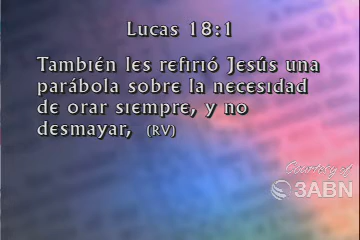 Lucas 18:1
También les refirió Jesús una
parábola sobre la necesidad
de orar siempre, y no
desmayar, (RV)
Courtesy of
3ABN